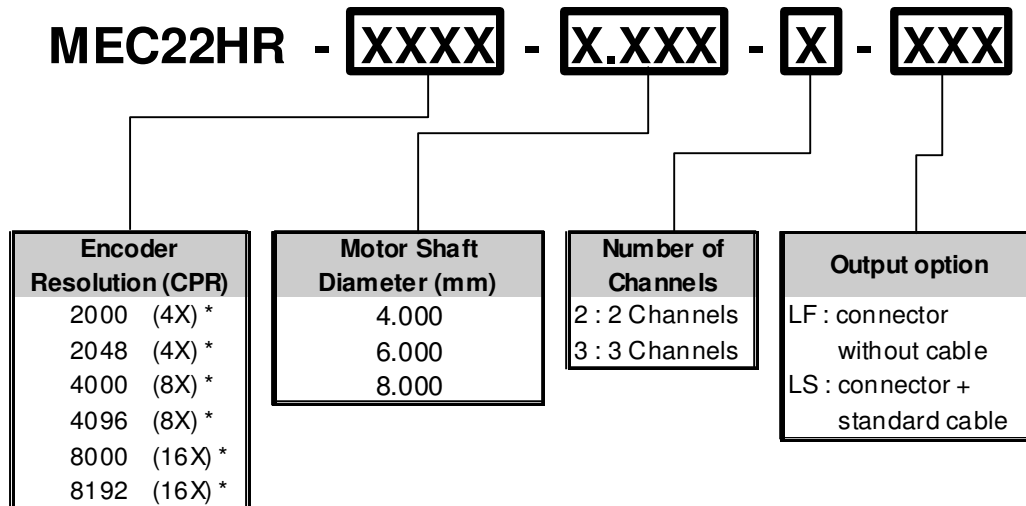 MEC22HR - XXXX - X.XXX - X - XXX
Encoder
Resolution (CPR)
2000 (4X) *
2048 (4X) *
4000 (8X) *
4096 (8X) *
8000 (16X) *
8192 (16X) *
Motor Shaft
Diameter (mm)
4.000
6.000
8.000
Number of
Channels
2 : 2 Channels
3 : 3 Channels
Output option
LF : connector
without cable
LS : connector +
standard cable